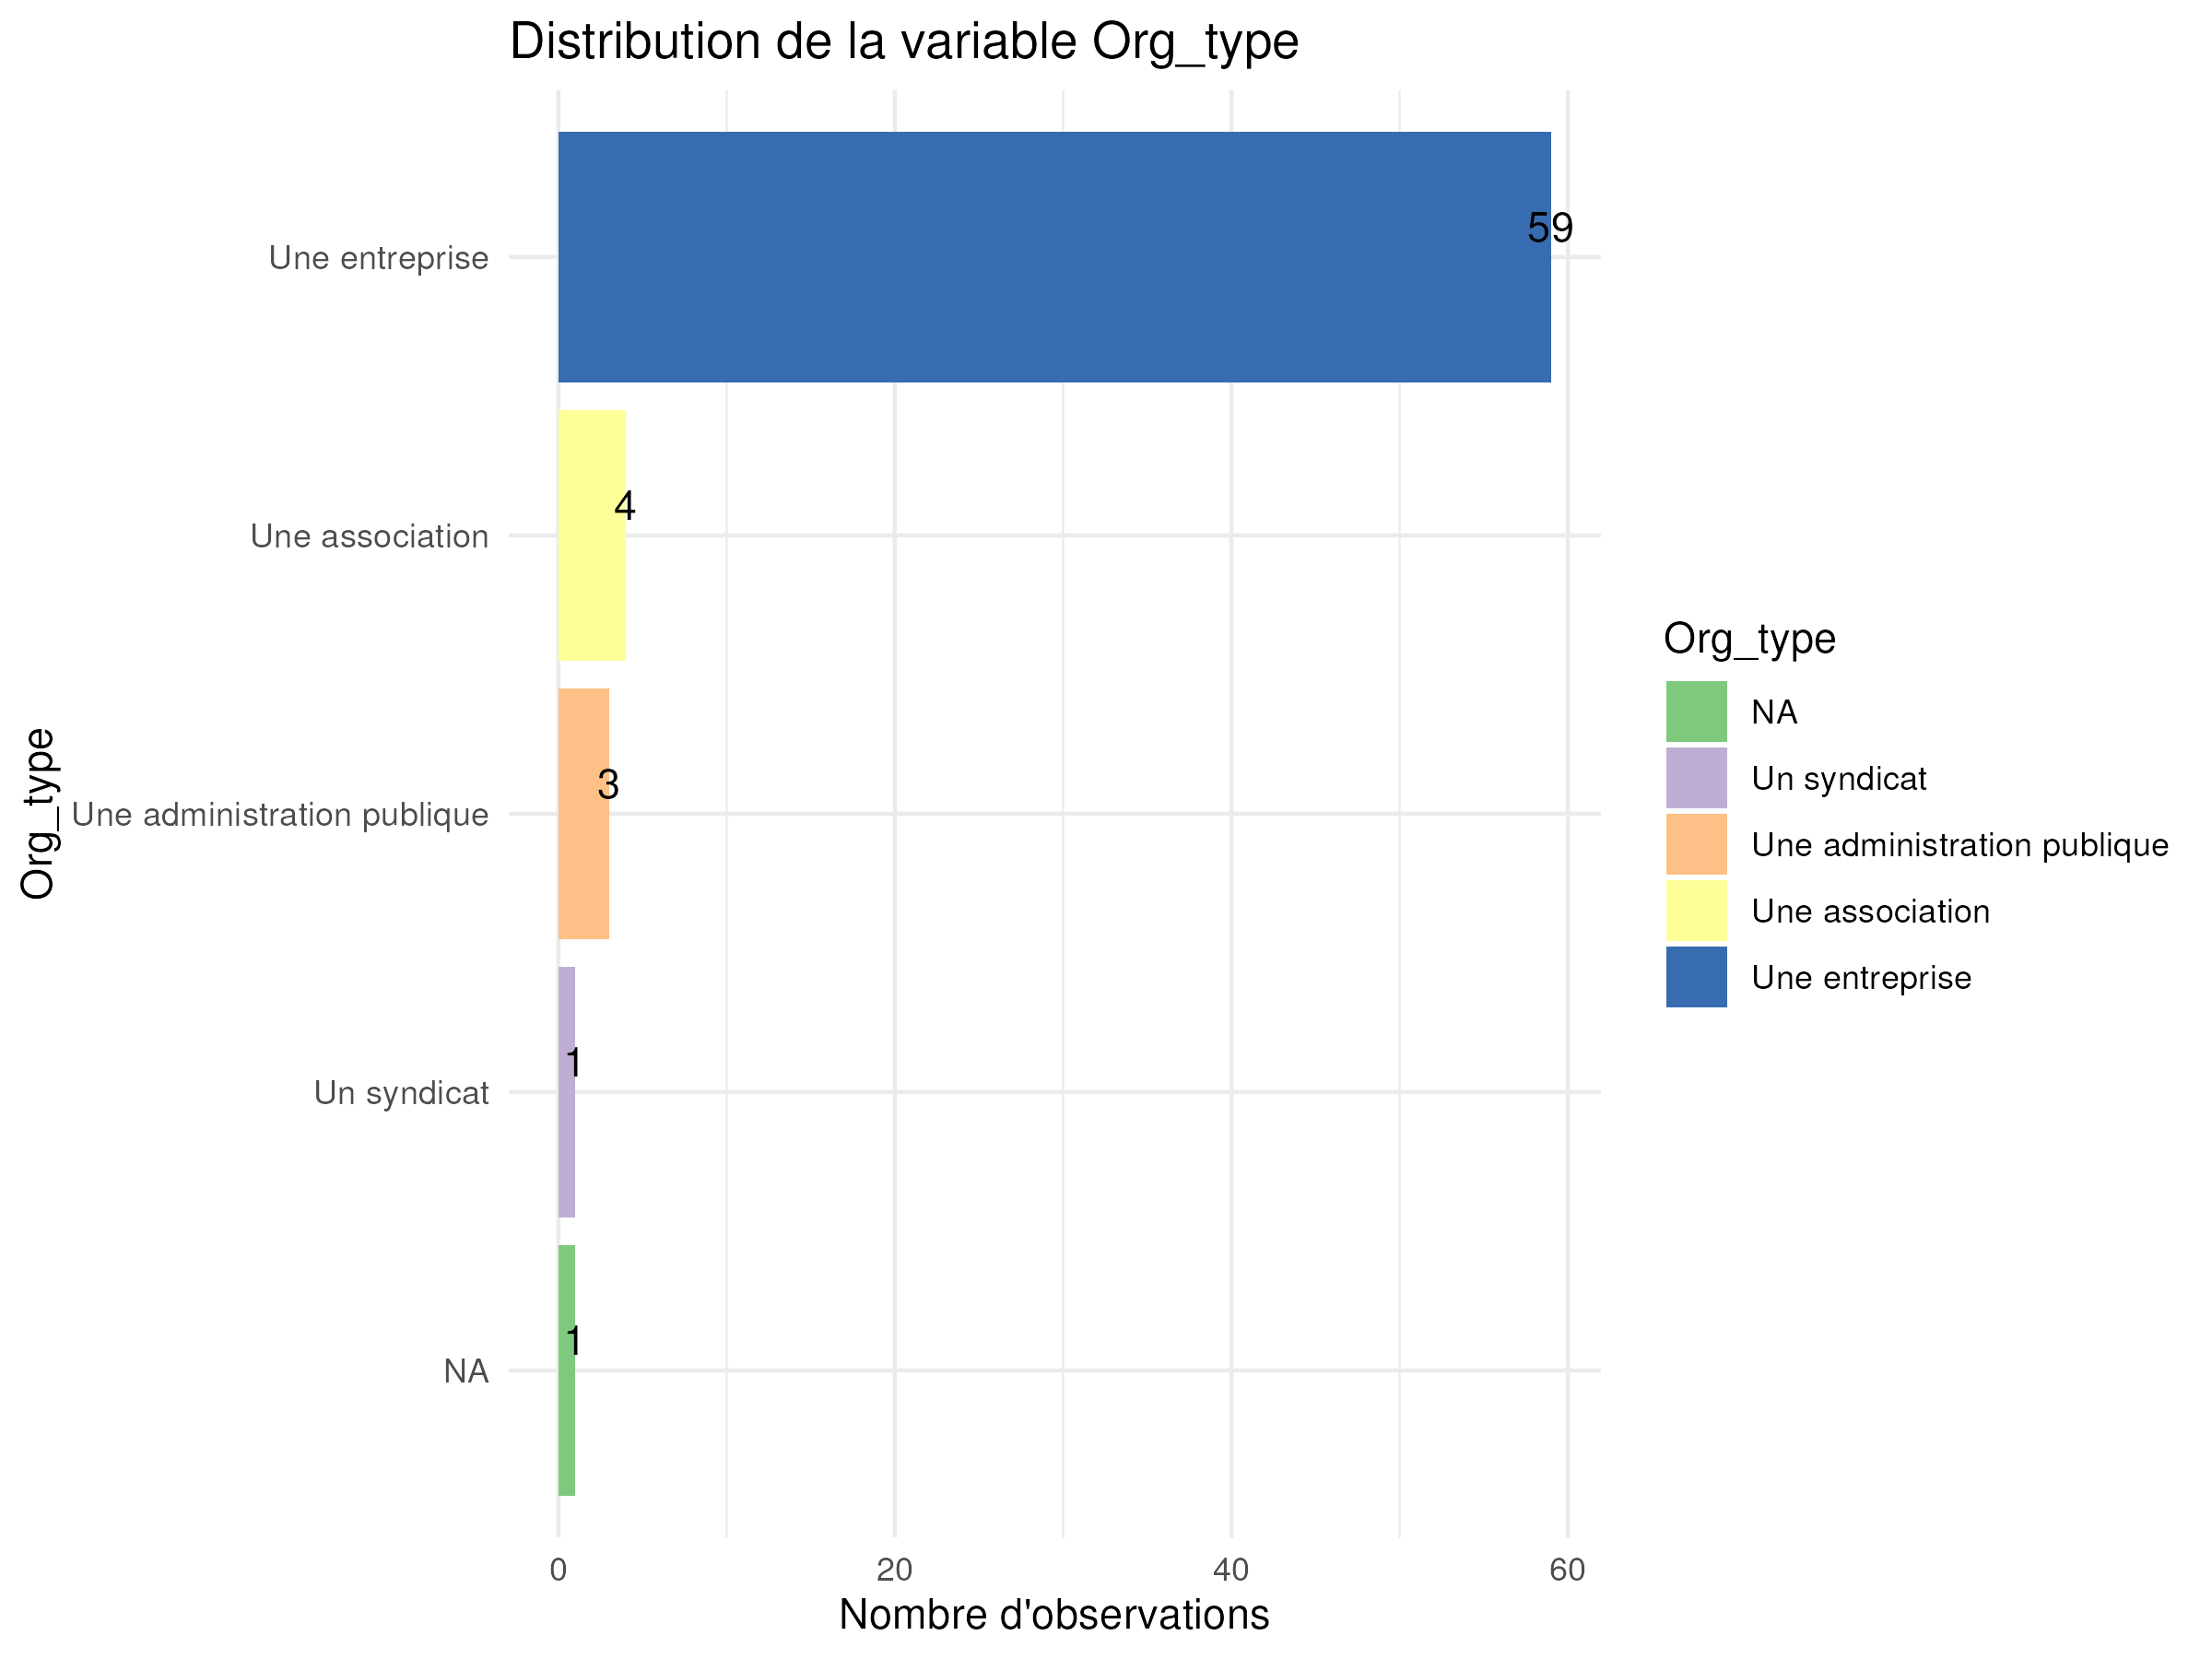 Distribution de la variable Org_type
Une entreprise
59
Une association
4
Une administration publique
3
Un syndicat
1
NA
1
Org_type
0 20 40 60
Nombre d'observations
Org_type
NA
Un syndicat
Une administration publique
Une association
Une entreprise